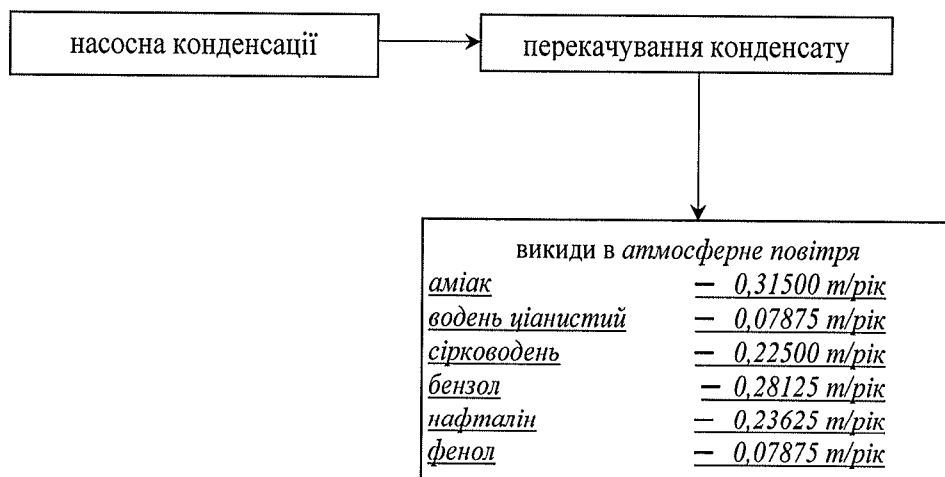 насосна конденсації
перекачування конденсату
викиди в атмосферне повітря
аміак — 0,31500 т/рік
водень ціанистий — 0,07875 т/рік
сірководень — 0,22500 т/рік
бензол — 0,28125 т/рік
нафталін — 0,23625 т/рік
фенол — 0,07875 т/рік